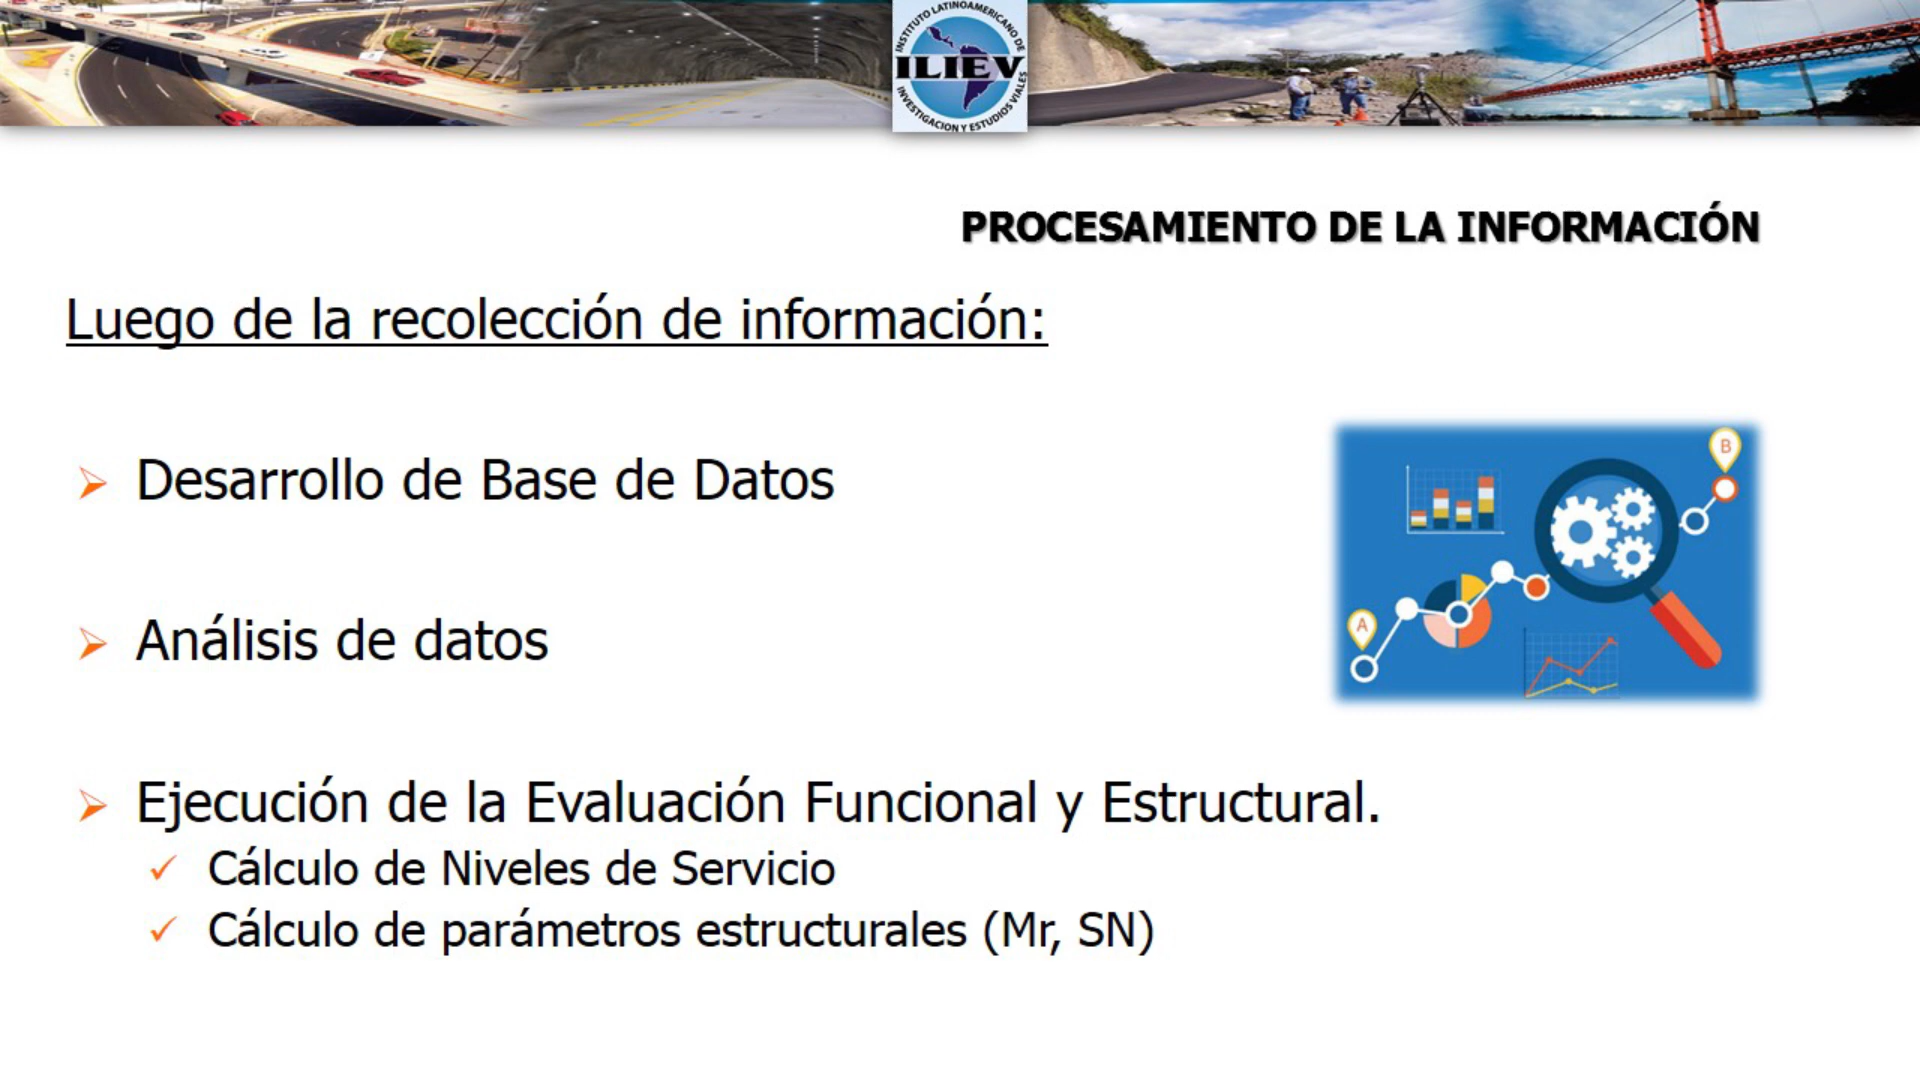 INSTITUTO LATINOAMERICANO DE
ILIEV
INVESTIGACION Y ESTUDIOS VIALES
PROCESAMIENTO DE LA INFORMACIÓN
Luego de la recolección de información:
Desarrollo de Base de Datos
B
A
Análisis de datos
Ejecución de la Evaluación Funcional y Estructural.
Cálculo de Niveles de Servicio
Cálculo de parámetros estructurales (Mr, SN)